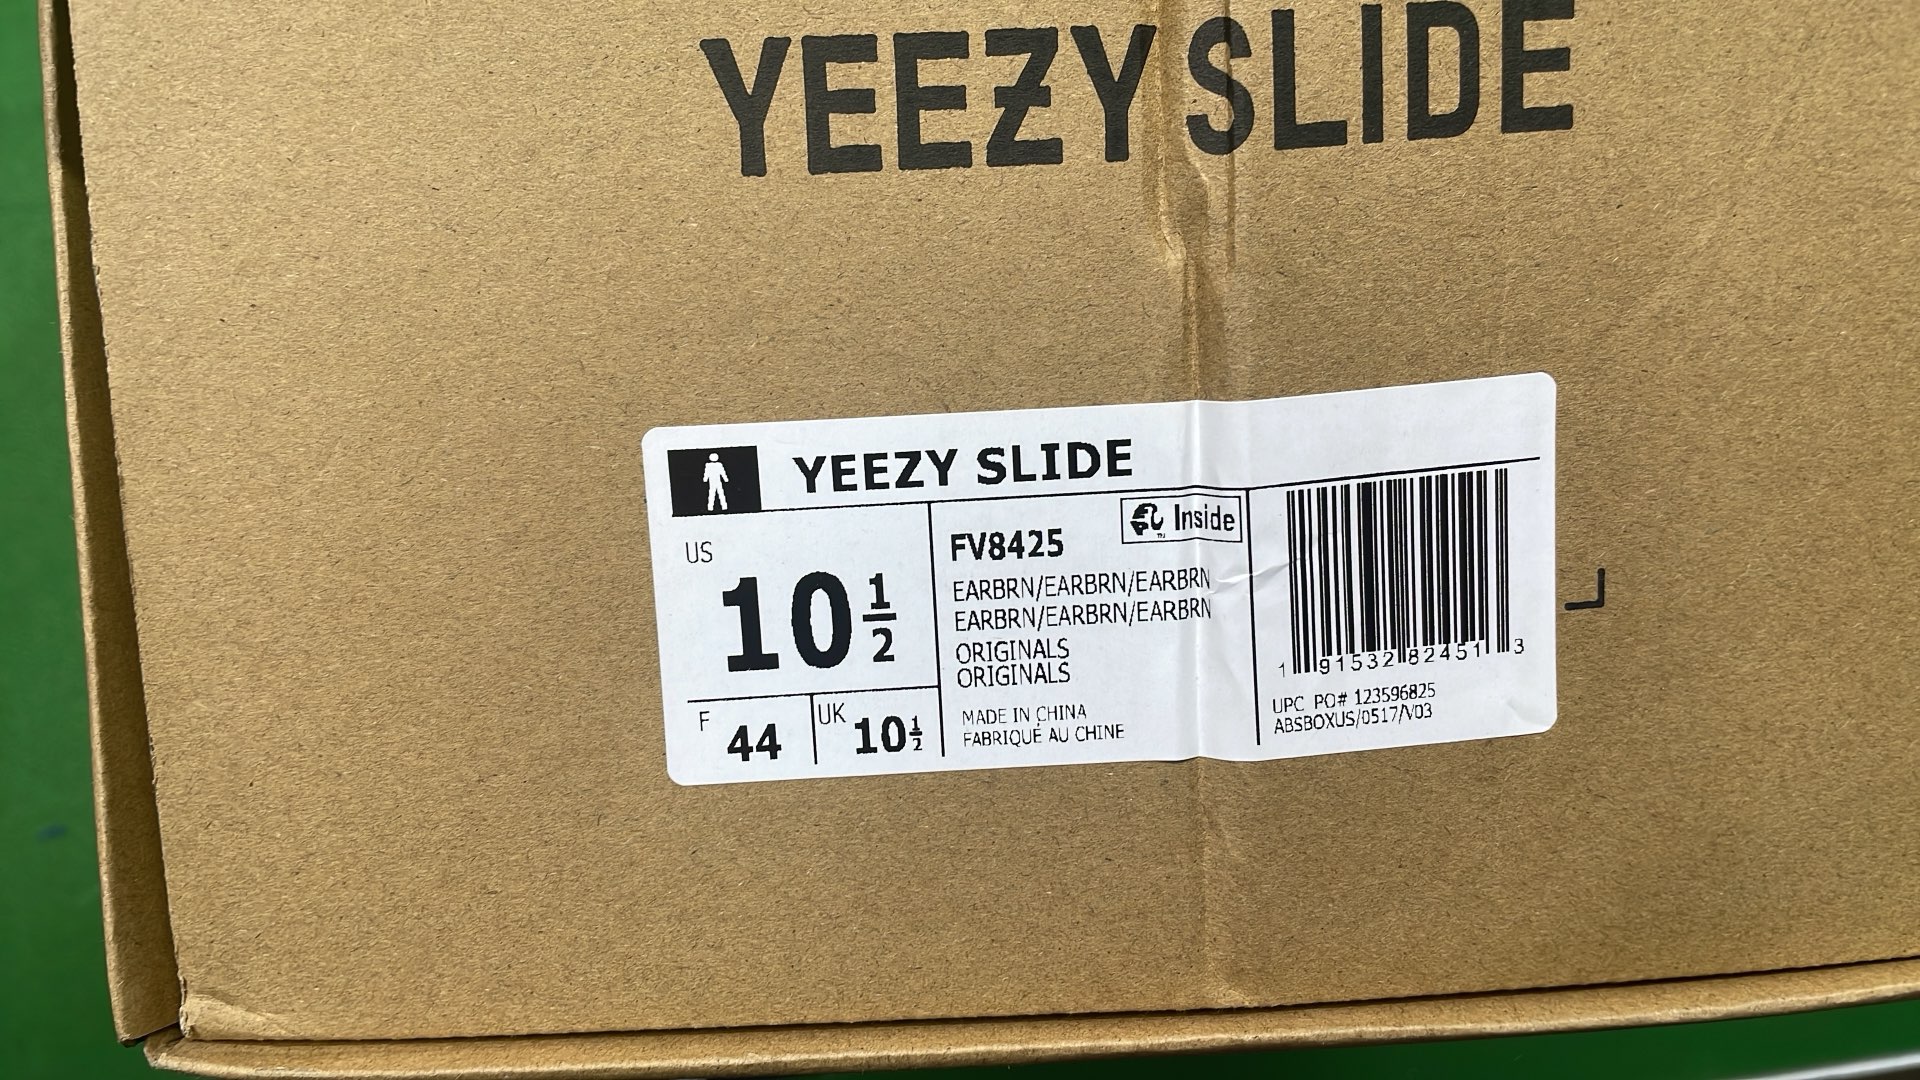 YEEZY SLIDE
YEEZY SLIDE
US
10 1/2
F 44
UK 10 1/2
FV8425
Inside
TM
EARBRN/EARBRN/EARBRN
EARBRN/EARBRN/EARBRN
ORIGINALS
ORIGINALS
MADE IN CHINA
FABRIQUÉ AU CHINE
1 91532 82451 3
UPC PO# 123596825
ABSBOXUS/0517/V03